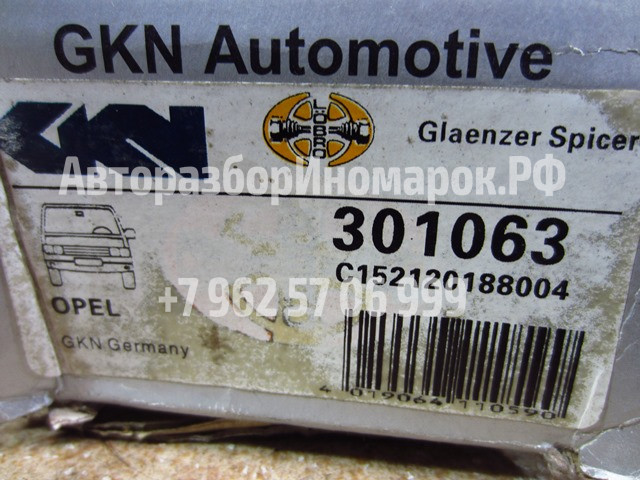 GKN Automotive
GKN
LÖBRO
Glaenzer Spicer
АвторазборИномарок.РФ
301063
C152120188004
+7 962 57 06 999
OPEL
GKN Germany
4 019064 110590